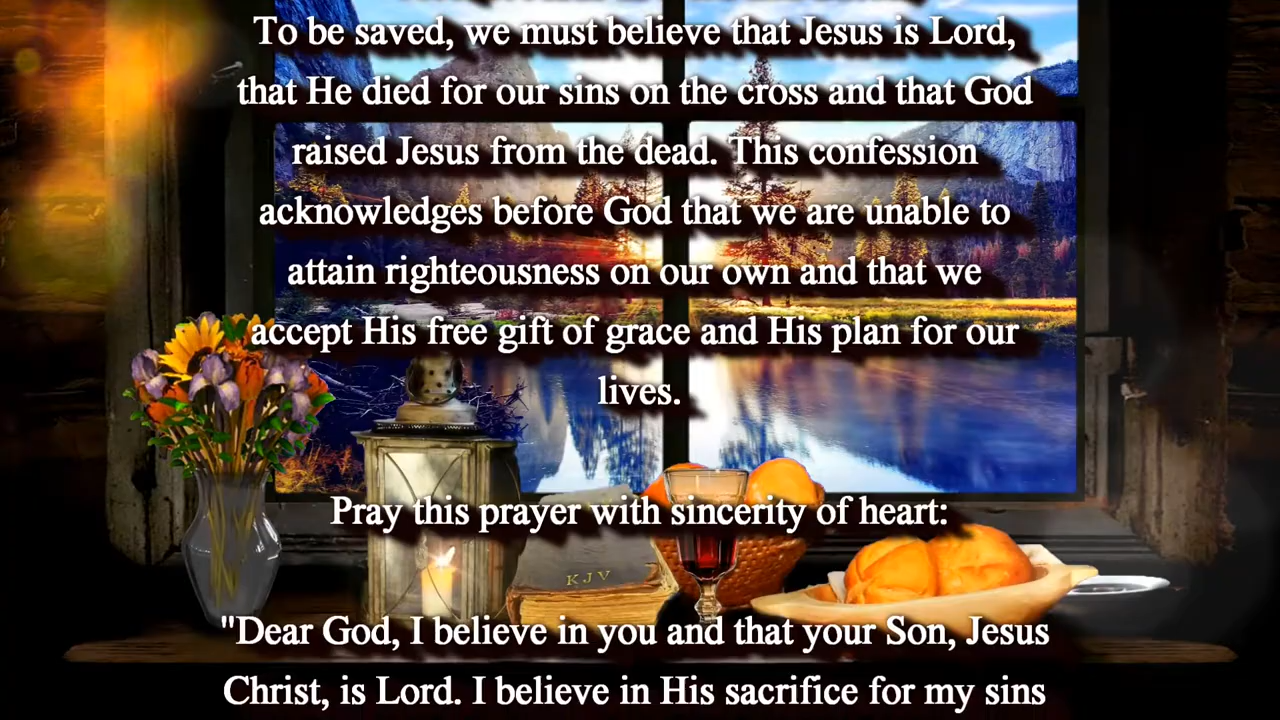 To be saved, we must believe that Jesus is Lord,
that He died for our sins on the cross and that God
raised Jesus from the dead. This confession
acknowledges before God that we are unable to
attain righteousness on our own and that we
accept His free gift of grace and His plan for our
lives.
Pray this prayer with sincerity of heart:
KJV
"Dear God, I believe in you and that your Son, Jesus
Christ, is Lord. I believe in His sacrifice for my sins